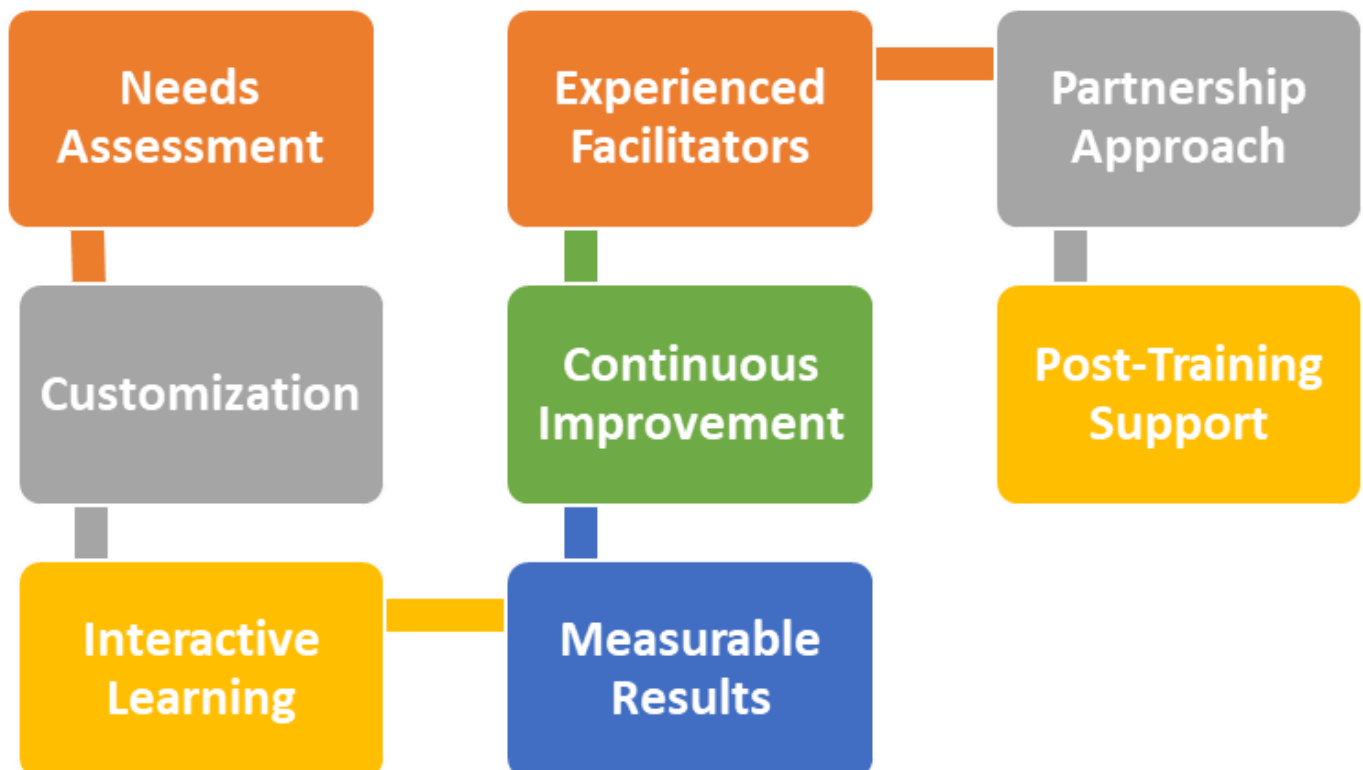 Needs
Assessment
Customization
Interactive
Learning
Measurable
Results
Continuous
Improvement
Experienced
Facilitators
Partnership
Approach
Post-Training
Support